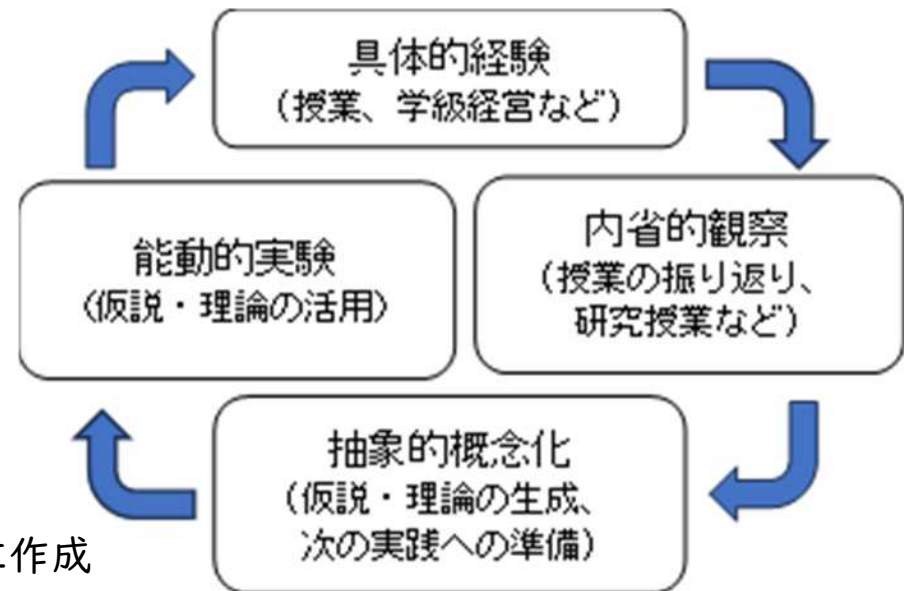 具体的経験
(授業、学級経営など)
内省的観察
(授業の振り返り、
研究授業など)
抽象的概念化
(仮説・理論の生成、
次の実践への準備)
能動的実験
(仮説・理論の活用)
作成